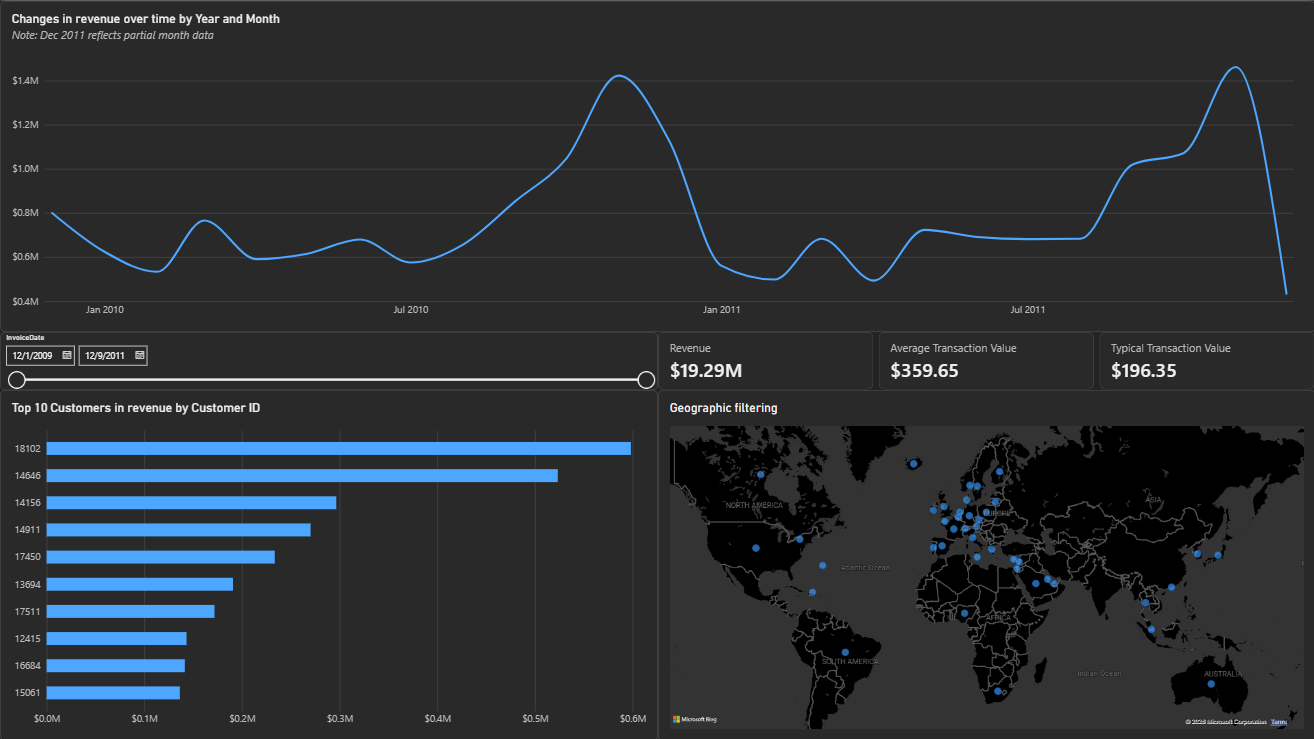 Changes in revenue over time by Year and Month
Note: Dec 2011 reflects partial month data
$1.4M
$1.2M
$1.0M
$0.8M
$0.6M
$0.4M
Jan 2010 Jul 2010 Jan 2011 Jul 2011
InvoiceDate
12/1/2009 12/9/2011
Revenue
$19.29M
Average Transaction Value
$359.65
Typical Transaction Value
$196.35
Top 10 Customers in revenue by Customer ID
18102
14646
14156
14911
17450
13694
17511
12415
16684
15061
$0.0M $0.1M $0.2M $0.3M $0.4M $0.5M $0.6M
Geographic filtering
NORTH AMERICA
EUROPE
ASIA
Atlantic Ocean
AFRICA
SOUTH AMERICA
Indian Ocean
AUSTRALIA
Microsoft Bing
Microsoft Corporation Terms